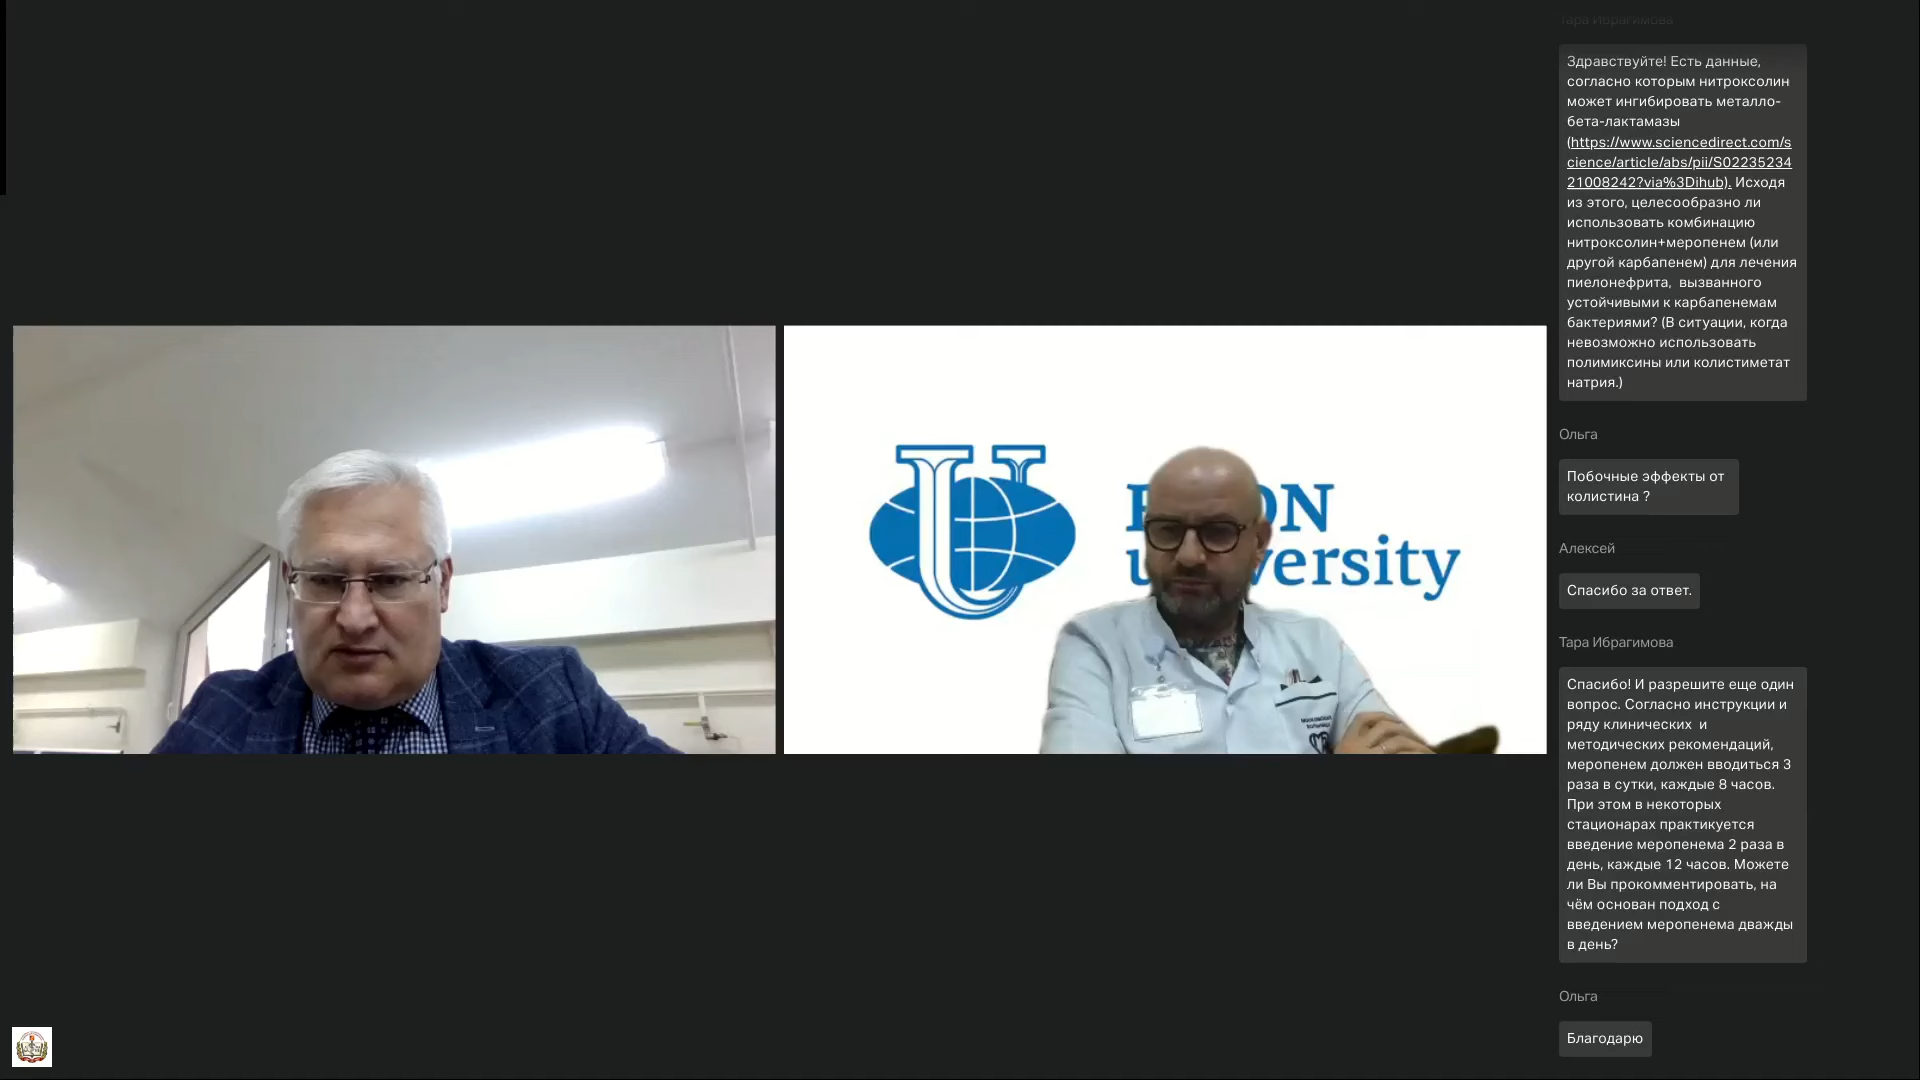 Тара Ибрагимова
Здравствуйте! Есть данные,
согласно которым нитроксолин
может ингибировать металло-
бета-лактамазы
(https://www.sciencedirect.com/s
cience/article/abs/pii/S02235234
21008242?via%3Dihub). Исходя
из этого, целесообразно ли
использовать комбинацию
нитроксолин+меропенем (или
другой карбапенем) для лечения
пиелонефрита, вызванного
устойчивыми к карбапенемам
бактериями? (В ситуации, когда
невозможно использовать
полимиксины или колистиметат
натрия.)
Ольга
Побочные эффекты от
колистина ?
Алексей
Спасибо за ответ.
Тара Ибрагимова
Спасибо! И разрешите еще один
вопрос. Согласно инструкции и
ряду клинических и
методических рекомендаций,
меропенем должен вводиться 3
раза в сутки, каждые 8 часов.
При этом в некоторых
стационарах практикуется
введение меропенема 2 раза в
день, каждые 12 часов. Можете
ли Вы прокомментировать, на
чём основан подход с
введением меропенема дважды
в день?
Ольга
Благодарю